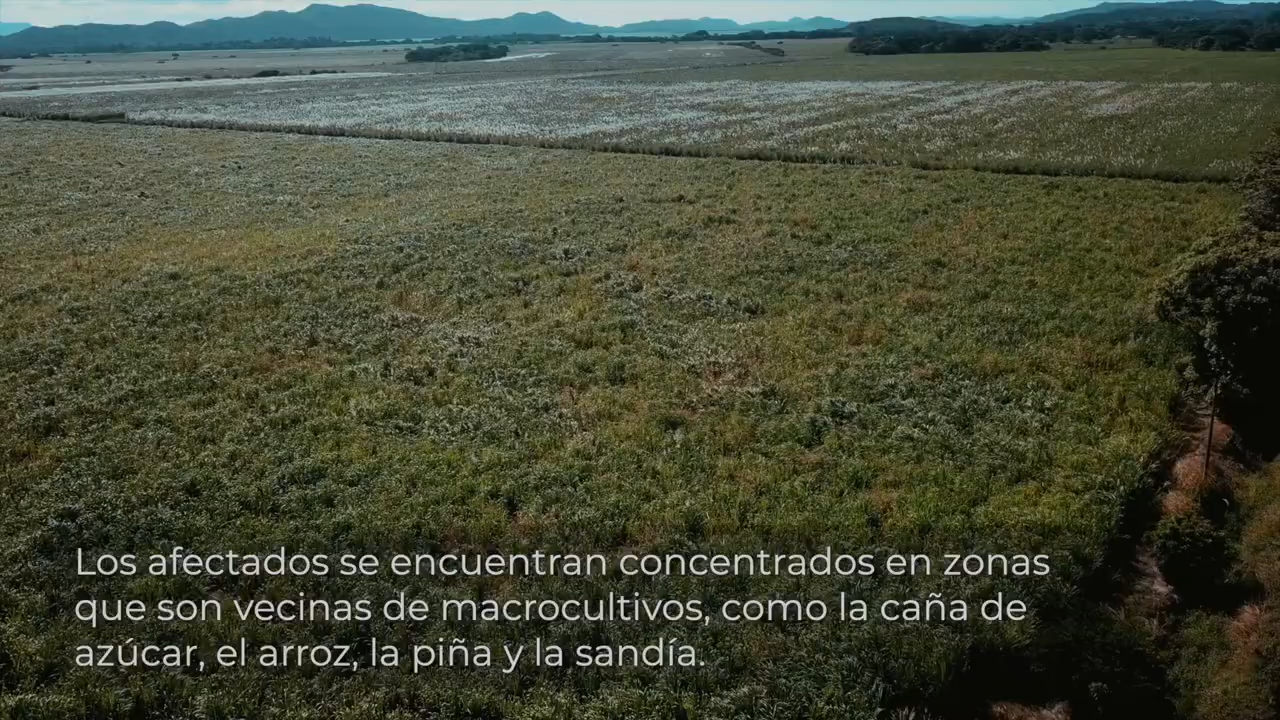 Los afectados se encuentran concentrados en zonas
que son vecinas de macrocultivos, como la caña de
azúcar, el arroz, la piña y la sandía.